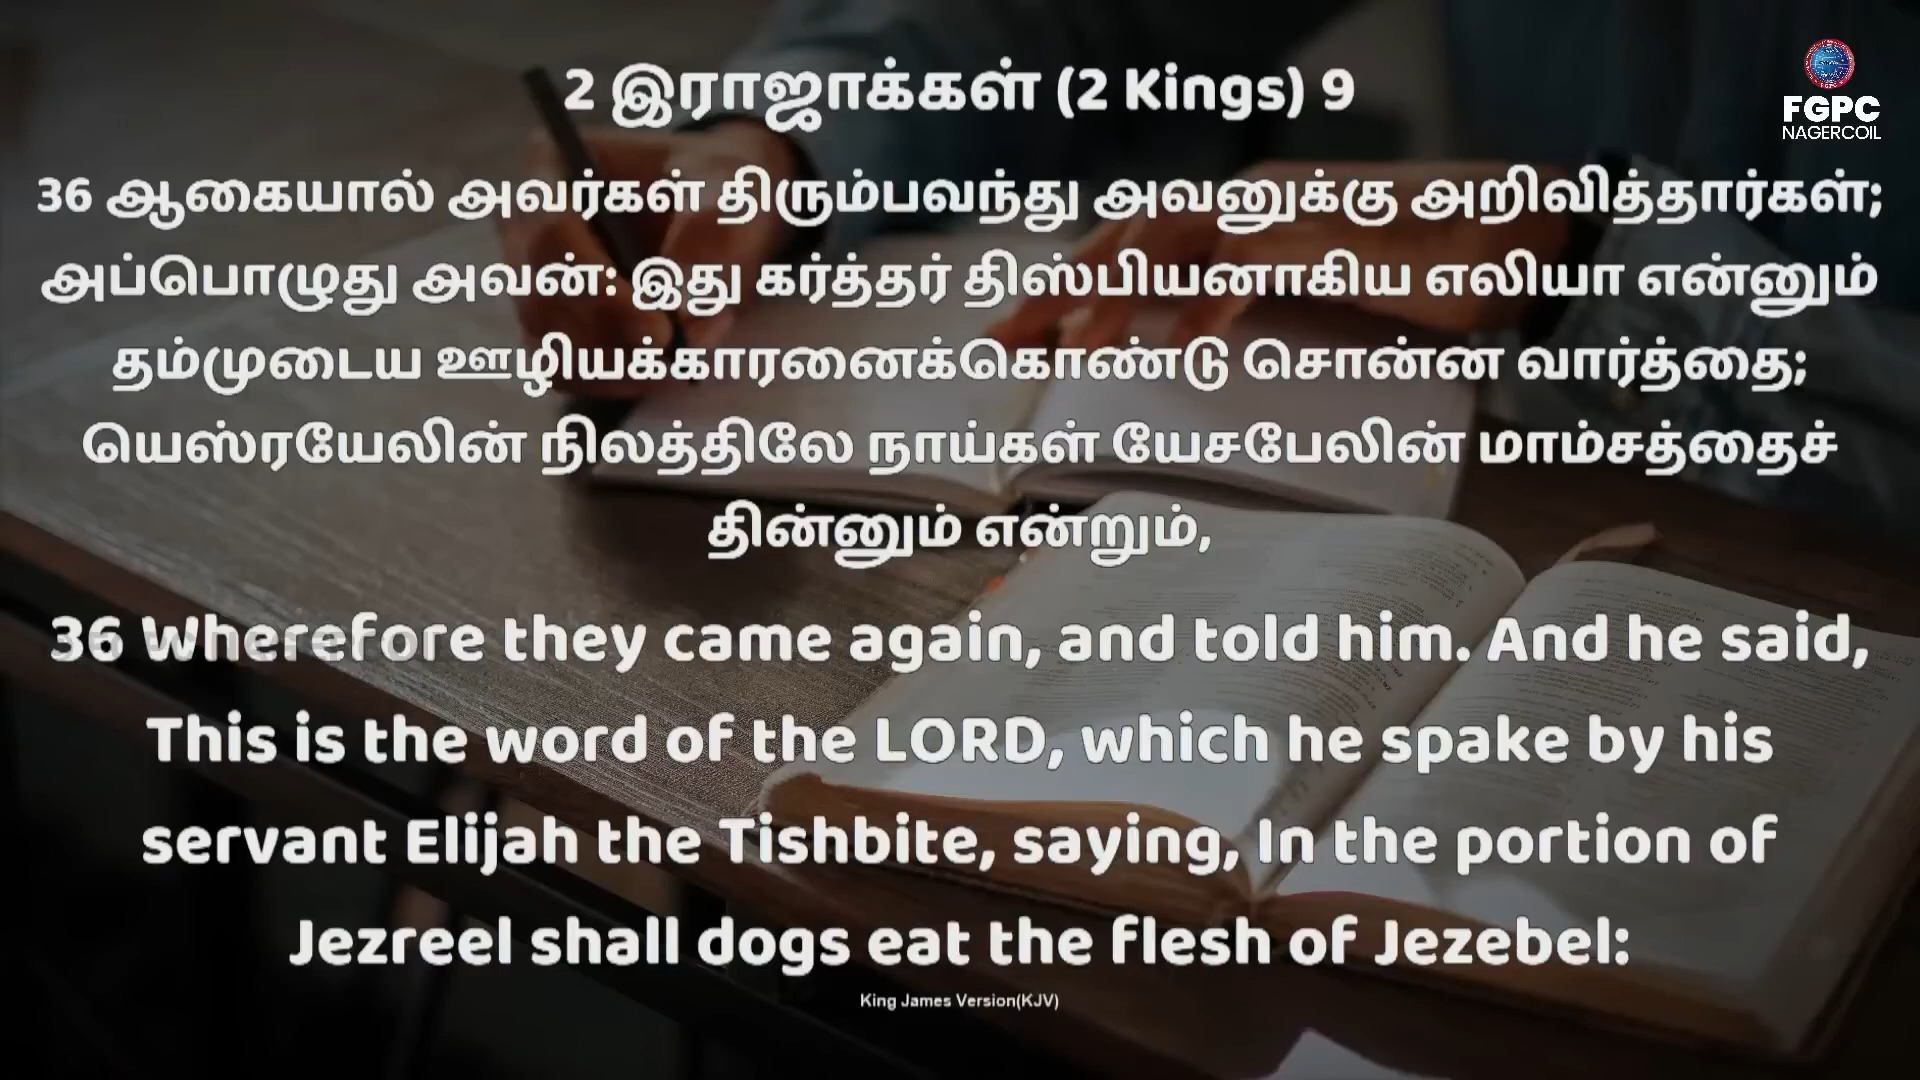 2 இராஜாக்கள் (2 Kings) 9
FGPC
NAGERCOIL
36 ஆகையால் அவர்கள் திரும்பவந்து அவனுக்கு அறிவித்தார்கள்;
அப்பொழுது அவன்: இது கர்த்தர் திஸ்பியனாகிய எலியா என்னும்
தம்முடைய ஊழியக்காரனைக்கொண்டு சொன்ன வார்த்தை;
யெஸ்ரயேலின் நிலத்திலே நாய்கள் யேசபேலின் மாம்சத்தைச்
தின்னும் என்றும்,
36 Wherefore they came again, and told him. And he said,
This is the word of the LORD, which he spake by his
servant Elijah the Tishbite, saying, In the portion of
Jezreel shall dogs eat the flesh of Jezebel:
King James Version(KJV)